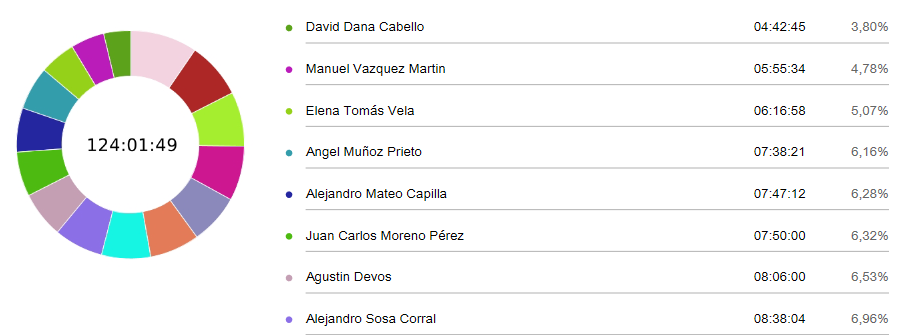 124:01:49
David Dana Cabello 04:42:45 3,80%
Manuel Vazquez Martin 05:55:34 4,78%
Elena Tomás Vela 06:16:58 5,07%
Angel Muñoz Prieto 07:38:21 6,16%
Alejandro Mateo Capilla 07:47:12 6,28%
Juan Carlos Moreno Pérez 07:50:00 6,32%
Agustin Devos 08:06:00 6,53%
Alejandro Sosa Corral 08:38:04 6,96%